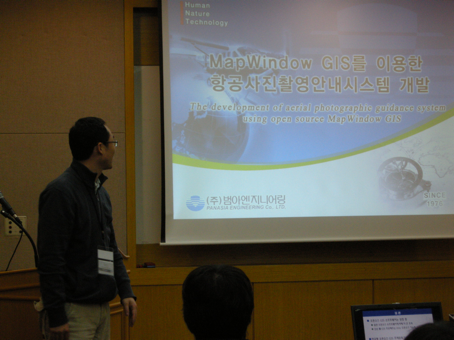 Human
Nature
Technology
MapWindow GIS를 이용한
항공사진촬영안내시스템 개발
The development of aerial photographic guidance system
using open source MapWindow GIS
(주)범아엔지니어링
PANASIA ENGINEERING Co. LTD.
SINCE